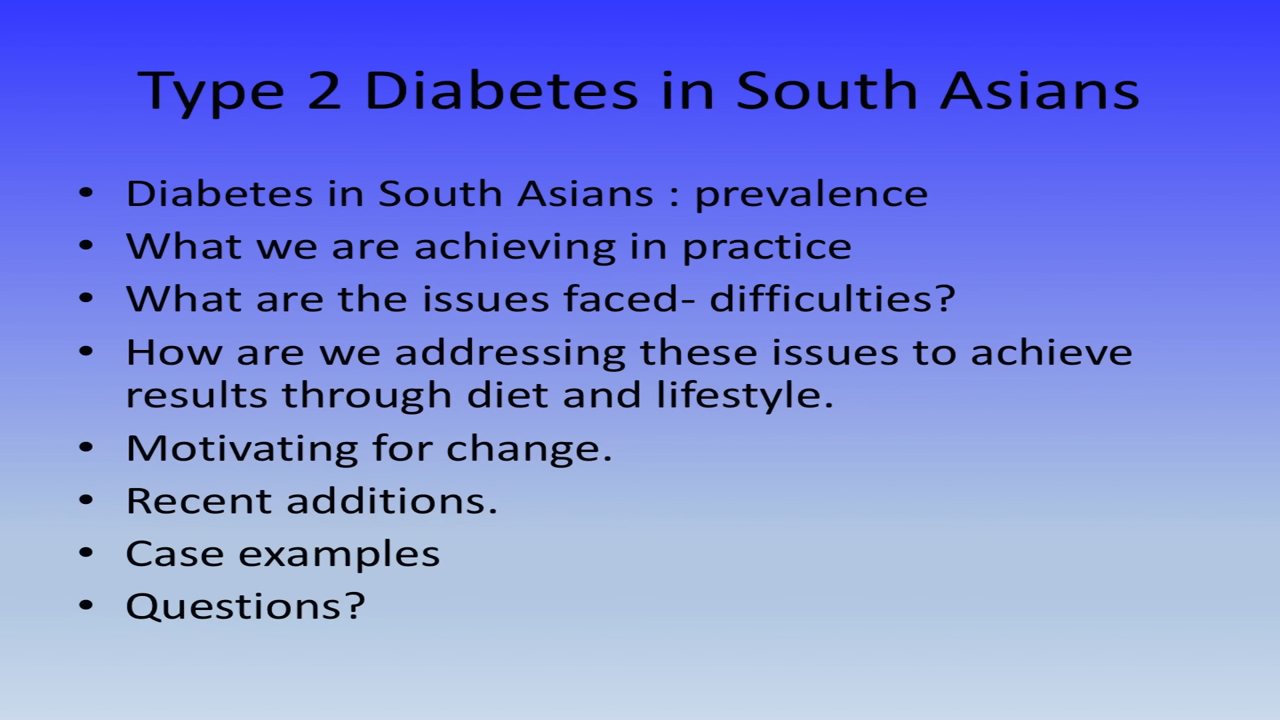 Type 2 Diabetes in South Asians
• Diabetes in South Asians : prevalence
• What we are achieving in practice
• What are the issues faced- difficulties?
• How are we addressing these issues to achieve
results through diet and lifestyle.
• Motivating for change.
• Recent additions.
• Case examples
• Questions?